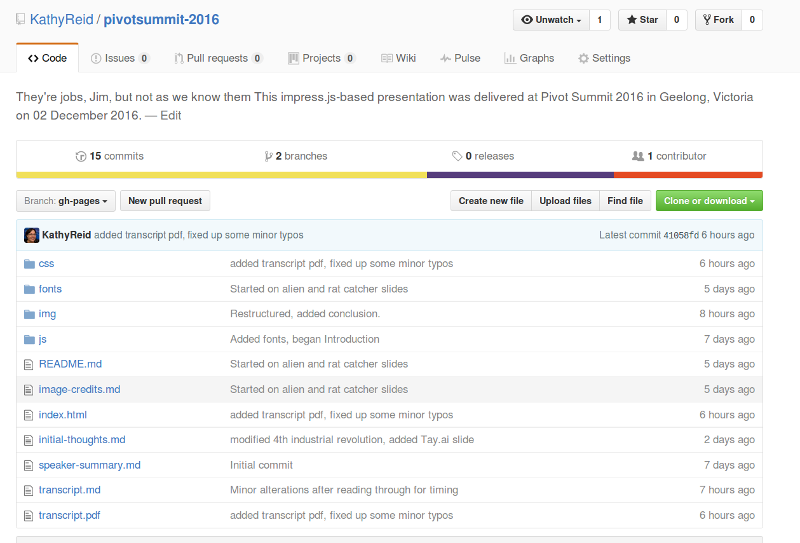 KathyReid / pivotsummit-2016
Unwatch 1 Star 0 Fork 0
Code Issues 0 Pull requests 0 Projects 0 Wiki Pulse Graphs Settings
They're jobs, Jim, but not as we know them This impress.js-based presentation was delivered at Pivot Summit 2016 in Geelong, Victoria
on 02 December 2016. — Edit
15 commits 2 branches 0 releases 1 contributor
Branch: gh-pages New pull request Create new file Upload files Find file Clone or download
KathyReid added transcript pdf, fixed up some minor typos Latest commit 41058fd 6 hours ago
css added transcript pdf, fixed up some minor typos 6 hours ago
fonts Started on alien and rat catcher slides 5 days ago
img Restructured, added conclusion. 8 hours ago
js Added fonts, began Introduction 7 days ago
README.md Started on alien and rat catcher slides 5 days ago
image-credits.md Started on alien and rat catcher slides 5 days ago
index.html added transcript pdf, fixed up some minor typos 6 hours ago
initial-thoughts.md modified 4th industrial revolution, added Tay.ai slide 2 days ago
speaker-summary.md Initial commit 7 days ago
transcript.md Minor alterations after reading through for timing 7 hours ago
transcript.pdf added transcript pdf, fixed up some minor typos 6 hours ago